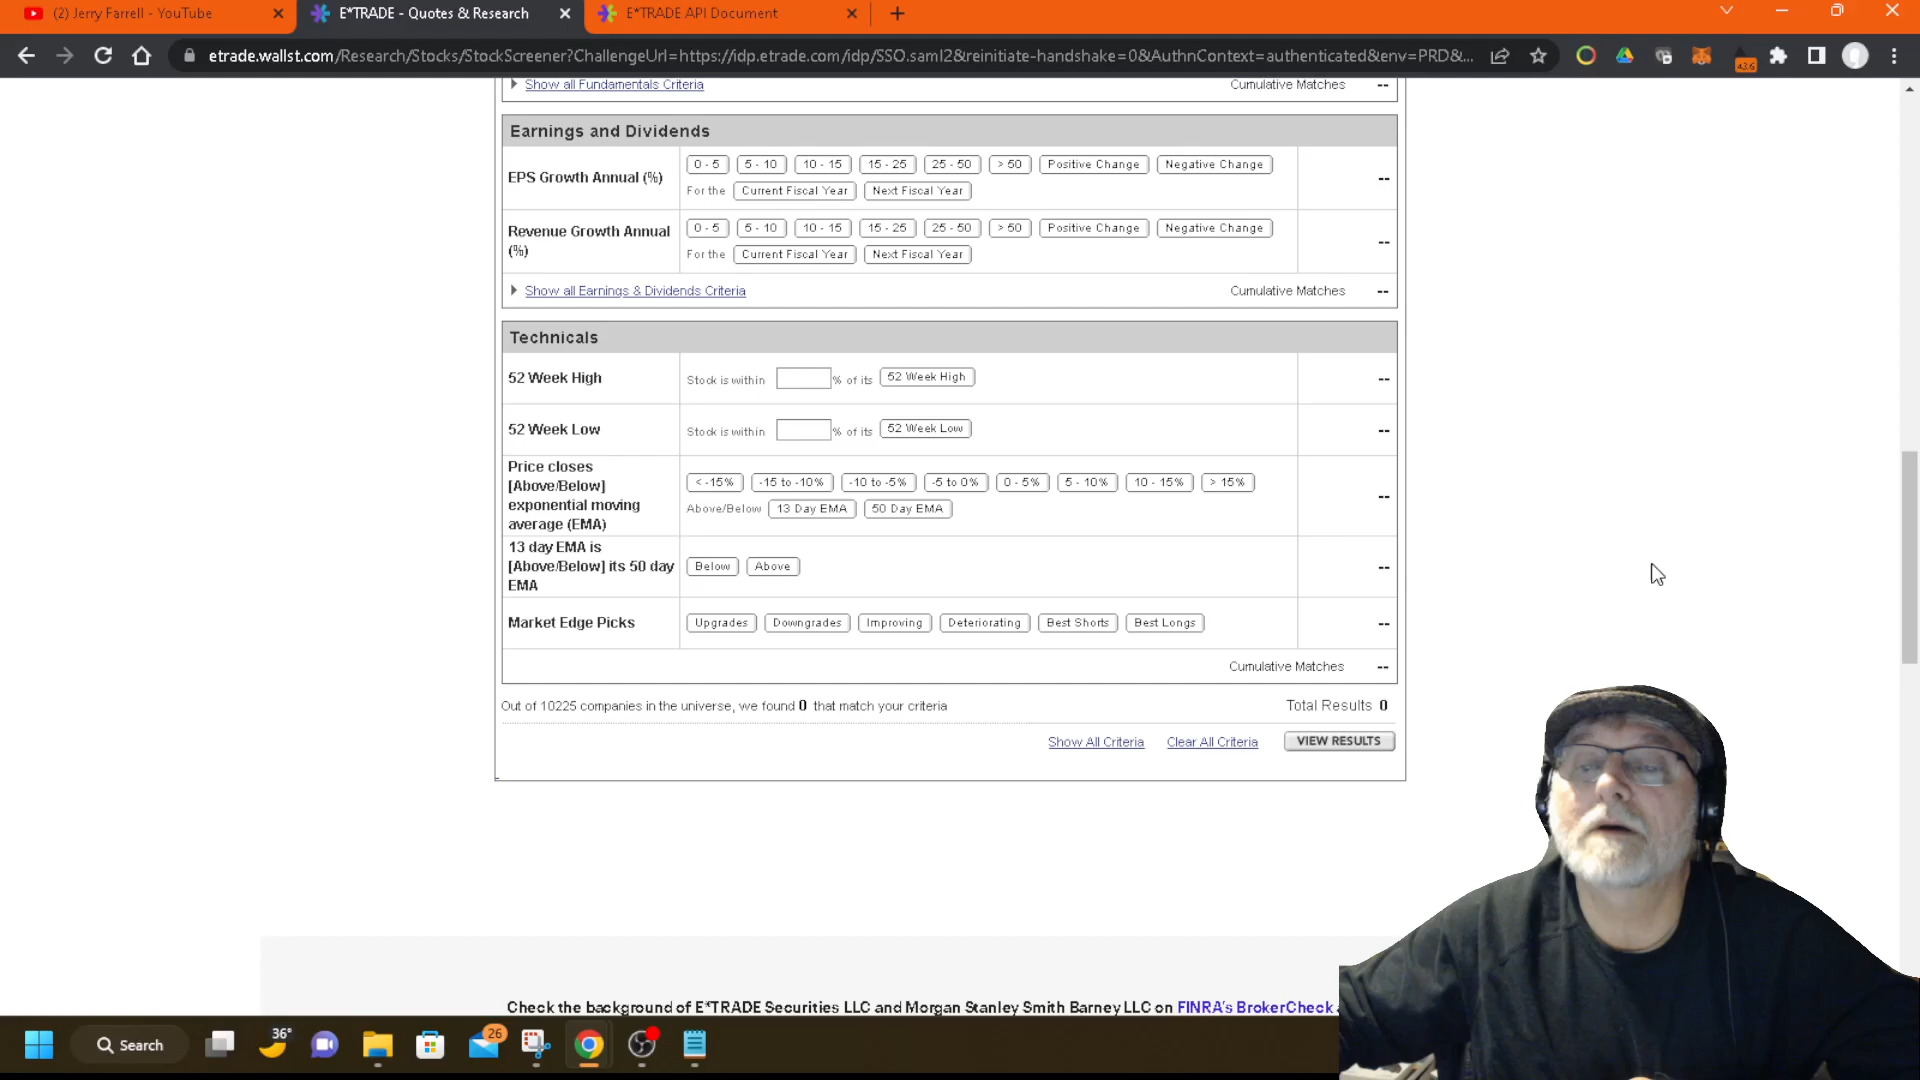 (2) Jerry Farrell - YouTube
E*TRADE - Quotes & Research
E*TRADE API Document
etrade.wallst.com/Research/Stocks/StockScreener?ChallengeUrl=https://idp.etrade.com/idp/SSO.saml2&reinitiate-handshake=0&AuthnContext=authenticated&env=PRD&...
43.6
Show all Fundamentals Criteria Cumulative Matches --
Earnings and Dividends
EPS Growth Annual (%)
0 - 5 5 - 10 10 - 15 15 - 25 25 - 50 > 50 Positive Change Negative Change
For the Current Fiscal Year Next Fiscal Year
--
Revenue Growth Annual (%)
0 - 5 5 - 10 10 - 15 15 - 25 25 - 50 > 50 Positive Change Negative Change
For the Current Fiscal Year Next Fiscal Year
--
Show all Earnings & Dividends Criteria Cumulative Matches --
Technicals
52 Week High Stock is within % of its 52 Week High --
52 Week Low Stock is within % of its 52 Week Low --
Price closes
[Above/Below]
exponential moving
average (EMA)
< -15% -15 to -10% -10 to -5% -5 to 0% 0 - 5% 5 - 10% 10 - 15% > 15%
Above/Below 13 Day EMA 50 Day EMA
--
13 day EMA is
[Above/Below] its 50 day
EMA
Below Above --
Market Edge Picks Upgrades Downgrades Improving Deteriorating Best Shorts Best Longs --
Cumulative Matches --
Out of 10225 companies in the universe, we found 0 that match your criteria Total Results 0
Show All Criteria Clear All Criteria VIEW RESULTS
Check the background of E*TRADE Securities LLC and Morgan Stanley Smith Barney LLC on FINRA's BrokerCheck
Search
36°
26